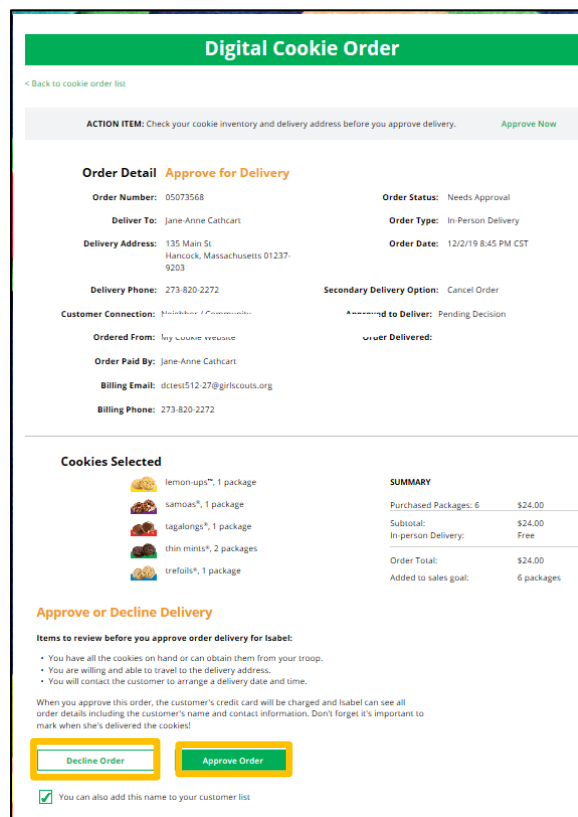 Digital Cookie Order
< Back to cookie order list
ACTION ITEM: Check your cookie inventory and delivery address before you approve delivery. Approve Now
Order Detail Approve for Delivery
Order Number: 05073568
Order Status: Needs Approval
Deliver To: Jane-Anne Cathcart
Order Type: In-Person Delivery
Delivery Address: 135 Main St
Hancock, Massachusetts 01237-
9203
Order Date: 12/2/19 8:45 PM CST
Delivery Phone: 273-820-2272
Secondary Delivery Option: Cancel Order
Customer Connection: Neighbor / Community
Approved to Deliver: Pending Decision
Ordered From: My Cookie Website
Order Delivered:
Order Paid By: Jane-Anne Cathcart
Billing Email: dctest512-27@girlscouts.org
Billing Phone: 273-820-2272
Cookies Selected
lemon-ups™, 1 package
samoas®, 1 package
tagalongs®, 1 package
thin mints®, 2 packages
trefoils®, 1 package
SUMMARY
Purchased Packages: 6 $24.00
Subtotal: $24.00
In-person Delivery: Free
Order Total: $24.00
Added to sales goal: 6 packages
Approve or Decline Delivery
Items to review before you approve order delivery for Isabel:
• You have all the cookies on hand or can obtain them from your troop.
• You are willing and able to travel to the delivery address.
• You will contact the customer to arrange a delivery date and time.
When you approve this order, the customer's credit card will be charged and Isabel can see all
order details including the customer's name and contact information. Don't forget it's important to
mark when she's delivered the cookies!
Decline Order
Approve Order
You can also add this name to your customer list